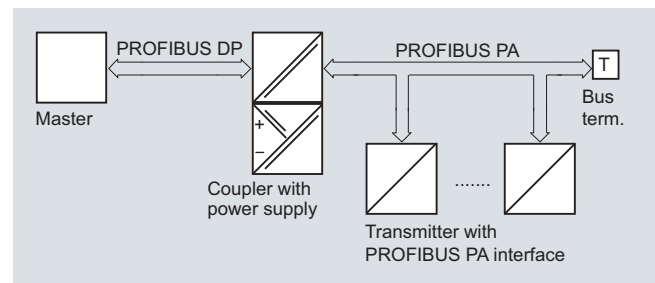 PROFIBUS DP
PROFIBUS PA
T
Master
Bus
term.
+
–
Coupler with
power supply
.......
Transmitter with
PROFIBUS PA interface